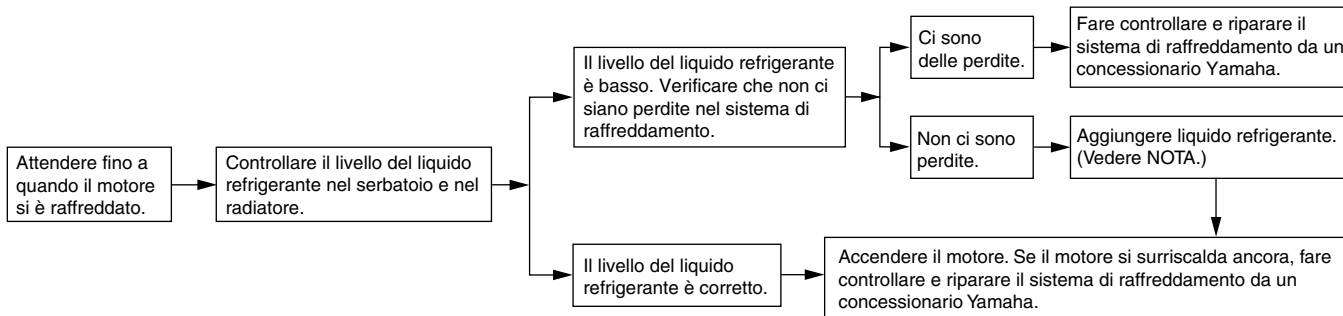 Attendere fino a
quando il motore
si è raffreddato.
Controllare il livello del liquido
refrigerante nel serbatoio e nel
radiatore.
Il livello del liquido refrigerante
è basso. Verificare che non ci
siano perdite nel sistema di
raffreddamento.
Ci sono
delle perdite.
Fare controllare e riparare il
sistema di raffreddamento da un
concessionario Yamaha.
Non ci sono
perdite.
Aggiungere liquido refrigerante.
(Vedere NOTA.)
Il livello del liquido
refrigerante è corretto.
Accendere il motore. Se il motore si surriscalda ancora, fare
controllare e riparare il sistema di raffreddamento da un
concessionario Yamaha.